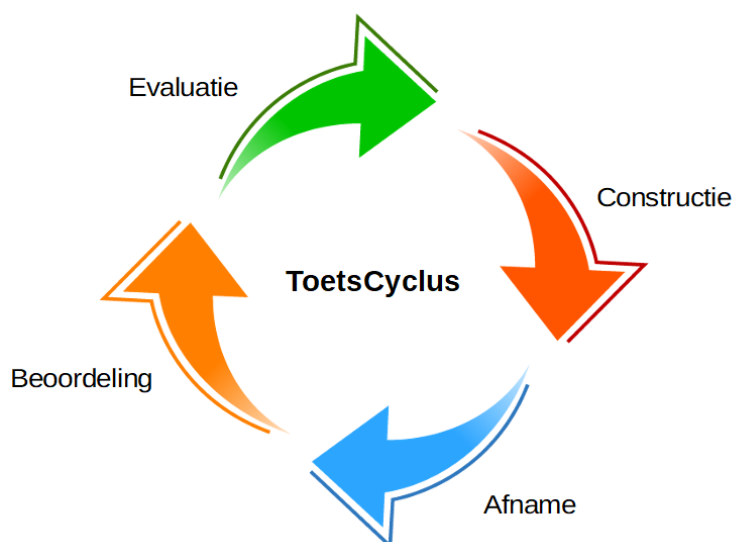 Evaluatie
Constructie
ToetsCyclus
Beoordeling
Afname